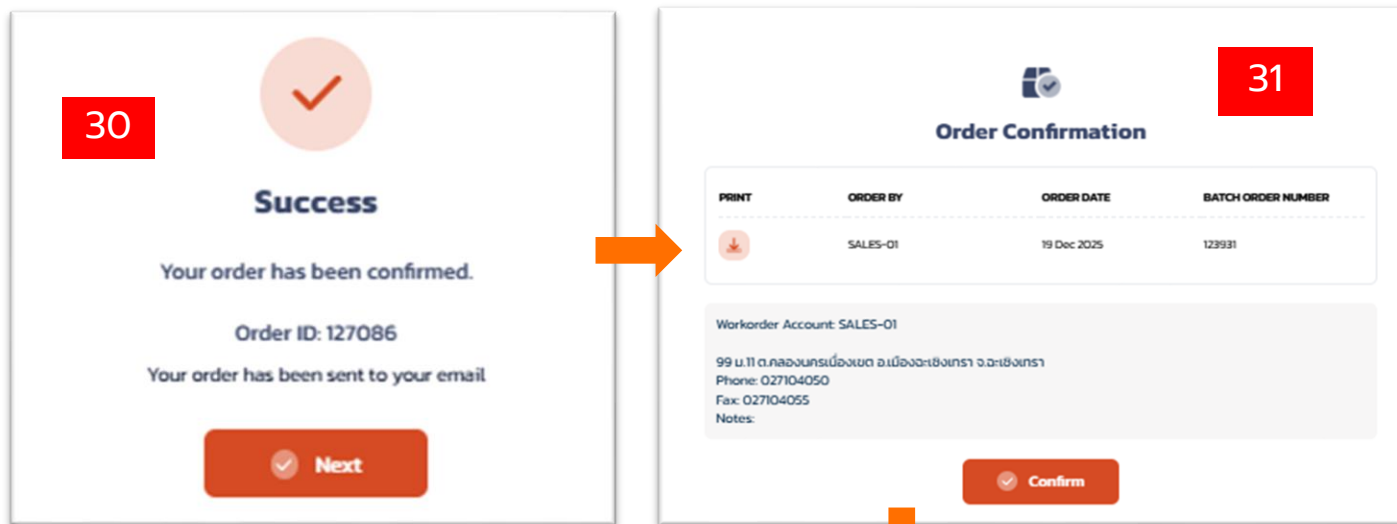 30
Success
Your order has been confirmed.
Order ID: 127086
Your order has been sent to your email
Next
31
Order Confirmation
PRINT ORDER BY ORDER DATE BATCH ORDER NUMBER
SALES-01 19 Dec 2025 123931
Workorder Account: SALES-01
99 ม.11 ต.คลองนครเนื่องเขต อ.เมืองฉะเชิงเทรา จ.ฉะเชิงเทรา
Phone: 027104050
Fax: 027104055
Notes:
Confirm